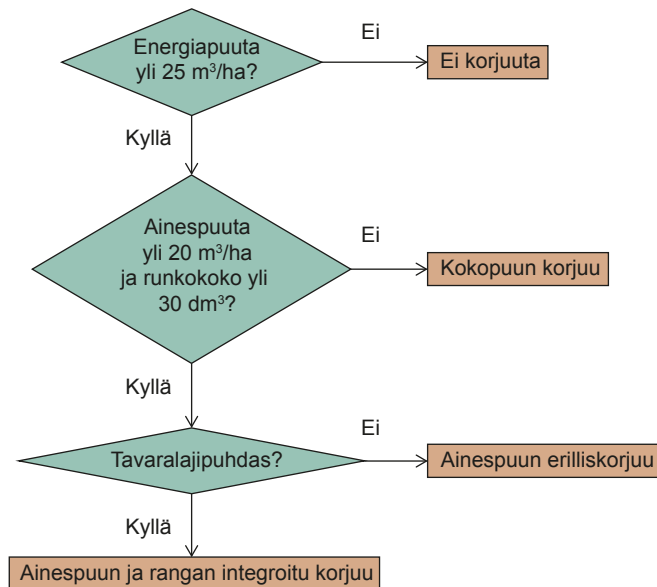 Energiapuuta
yli 25 m³/ha?
Ei
Ei korjuuta
Kyllä
Ainespuuta
yli 20 m³/ha
ja runkokoko yli
30 dm³?
Ei
Kokopuun korjuu
Kyllä
Tavaralajipuhdas?
Ei
Ainespuun erilliskorjuu
Kyllä
Ainespuun ja rangan integroitu korjuu